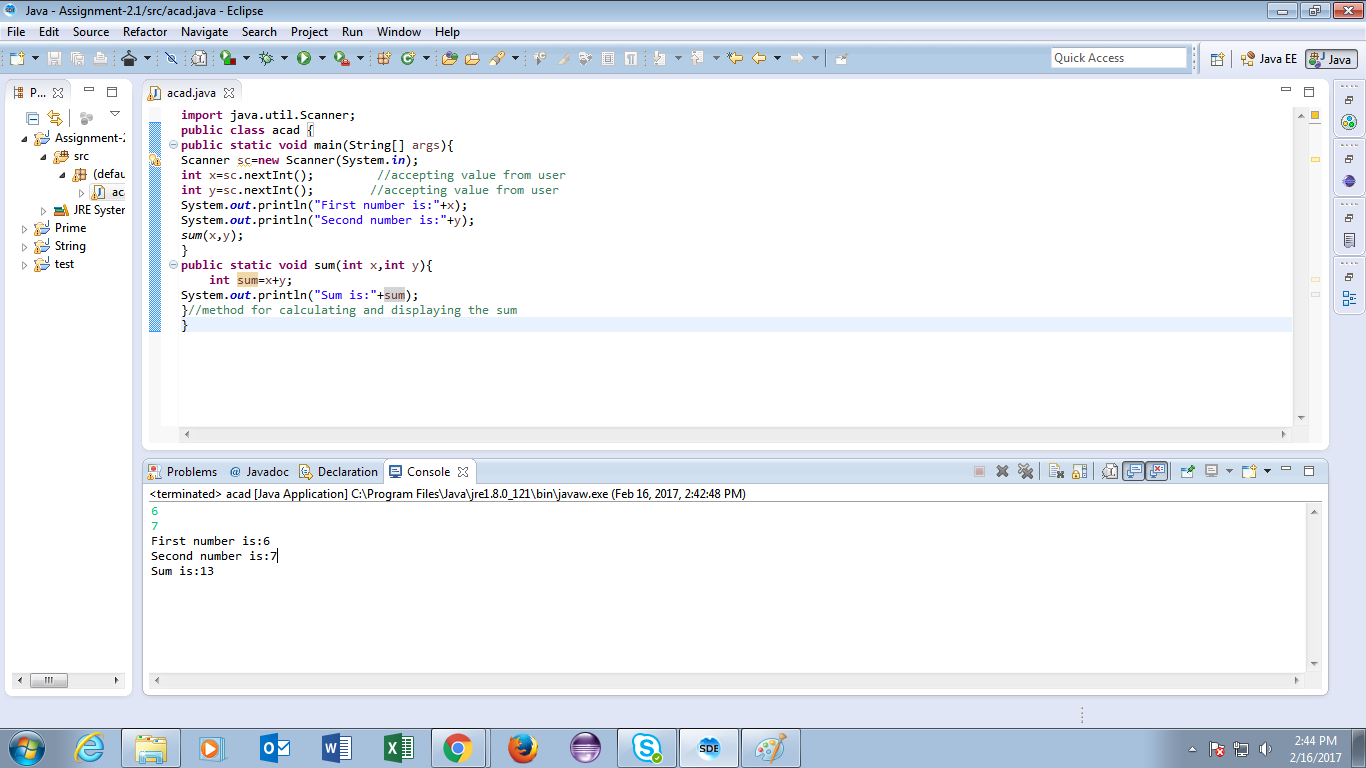 Java - Assignment-2.1/src/acad.java - Eclipse
File Edit Source Refactor Navigate Search Project Run Window Help
Quick Access
Java EE
Java
P...
acad.java
Assignment-2
src
(defau
ac
JRE System
Prime
String
test
import java.util.Scanner;
public class acad {
public static void main(String[] args){
Scanner sc=new Scanner(System.in);
int x=sc.nextInt(); //accepting value from user
int y=sc.nextInt(); //accepting value from user
System.out.println("First number is:"+x);
System.out.println("Second number is:"+y);
sum(x,y);
}
public static void sum(int x,int y){
int sum=x+y;
System.out.println("Sum is:"+sum);
}//method for calculating and displaying the sum
}
Problems @ Javadoc Declaration Console
<terminated> acad [Java Application] C:\Program Files\Java\jre1.8.0_121\bin\javaw.exe (Feb 16, 2017, 2:42:48 PM)
6
7
First number is:6
Second number is:7
Sum is:13
SDE
2:44 PM
2/16/2017